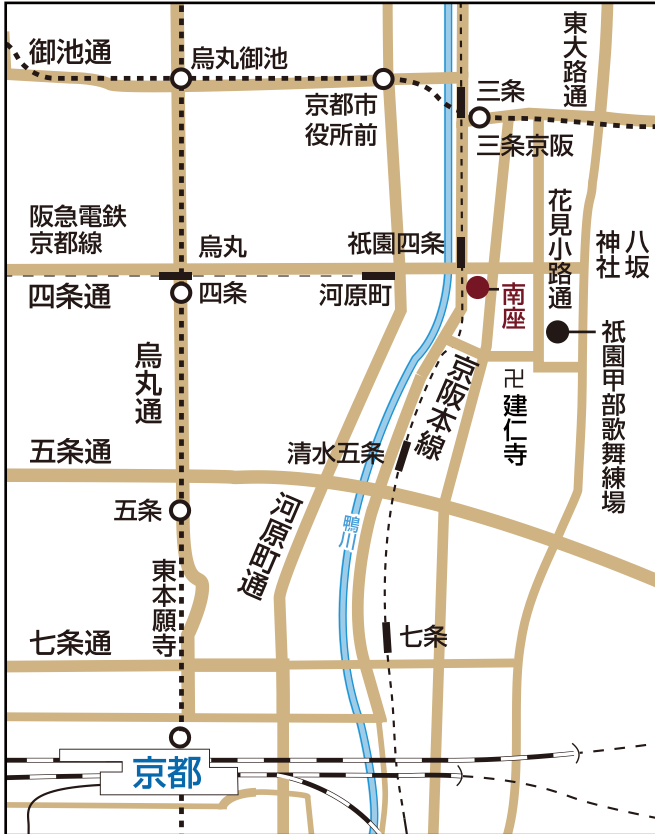 御池通
烏丸御池
京都市
役所前
三条
三条京阪
東大路通
阪急電鉄
京都線
烏丸
祇園四条
花見小路通
八坂
神社
四条通
四条
河原町
南座
祇園甲部歌舞練場
烏丸通
京阪本線
卍建仁寺
五条通
清水五条
五条
河原町通
鴨川
東本願寺
七条通
七条
京都